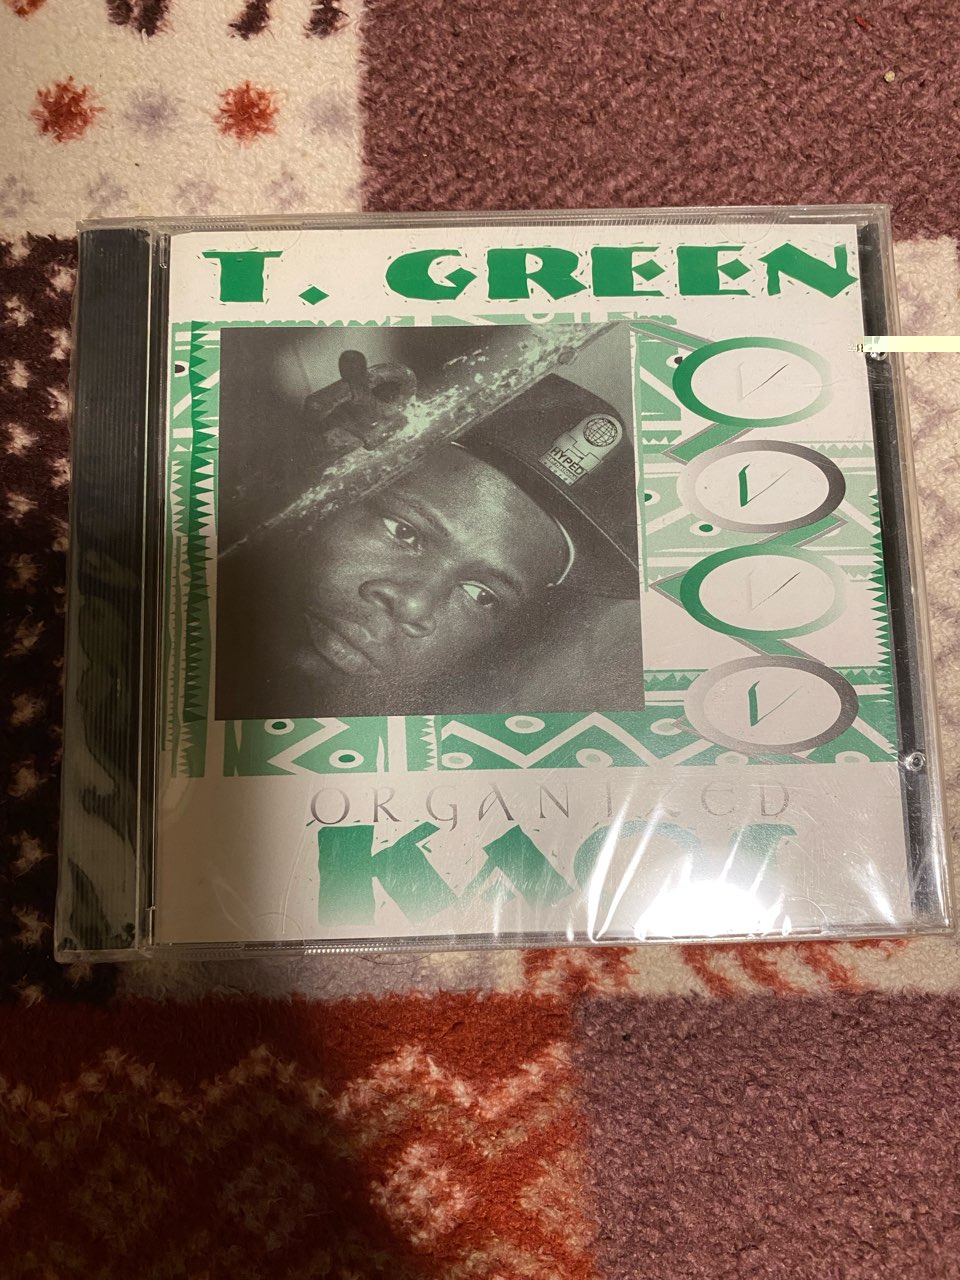 T. GREEN
HYPED
ORGANIZED
KAOS